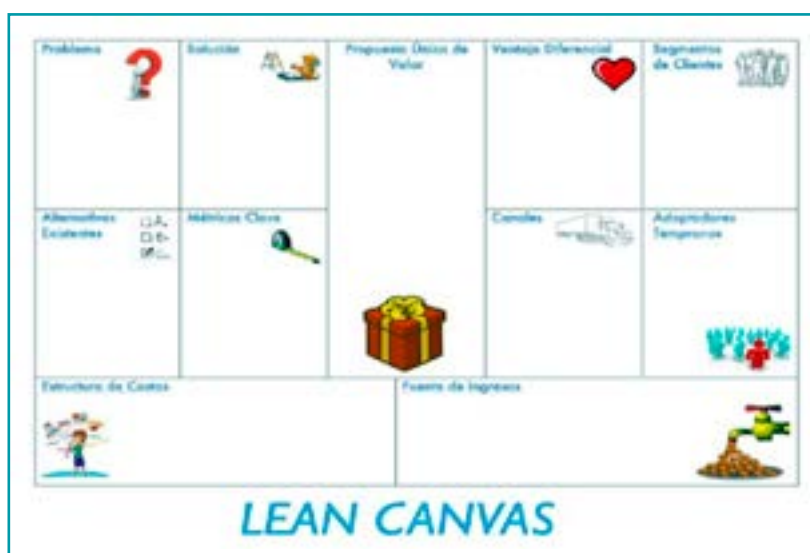 Problema
Solución
Propuesta Única de
Valor
Ventaja Diferencial
Segmentos
de Clientes
Alternativas
Existentes
Métricas Clave
Canales
Adoptadores
Tempranos
Estructura de Costos
Fuente de Ingresos
LEAN CANVAS